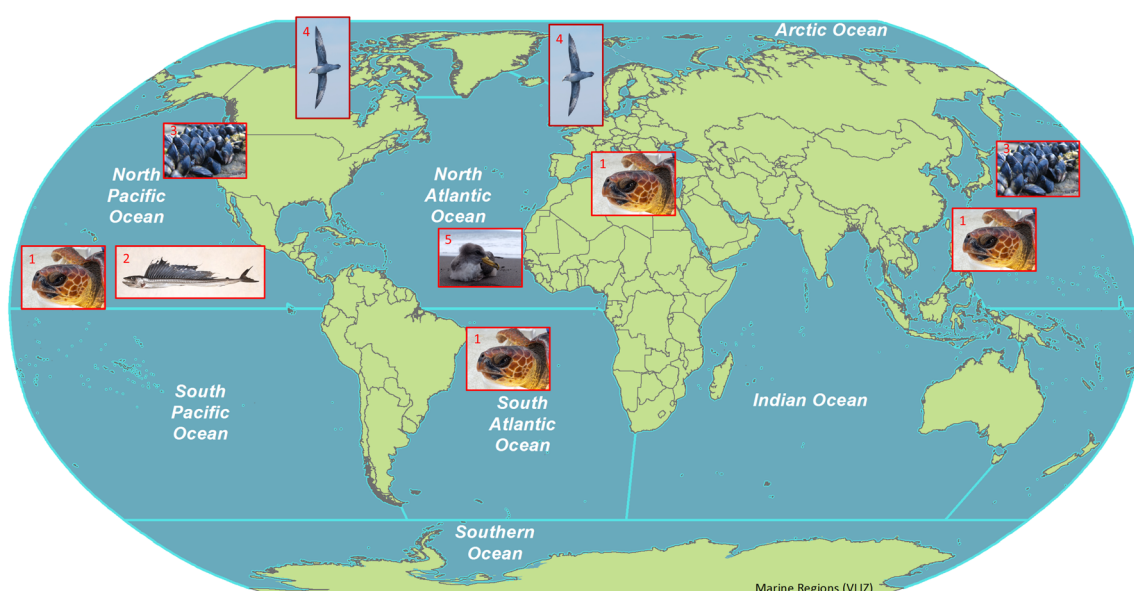 Arctic Ocean
4
4
3
3
North
Pacific
Ocean
North
Atlantic
Ocean
1
1
5
1
2
1
South
Pacific
Ocean
South
Atlantic
Ocean
Indian Ocean
Southern
Ocean
Marine Regions (VLIZ)